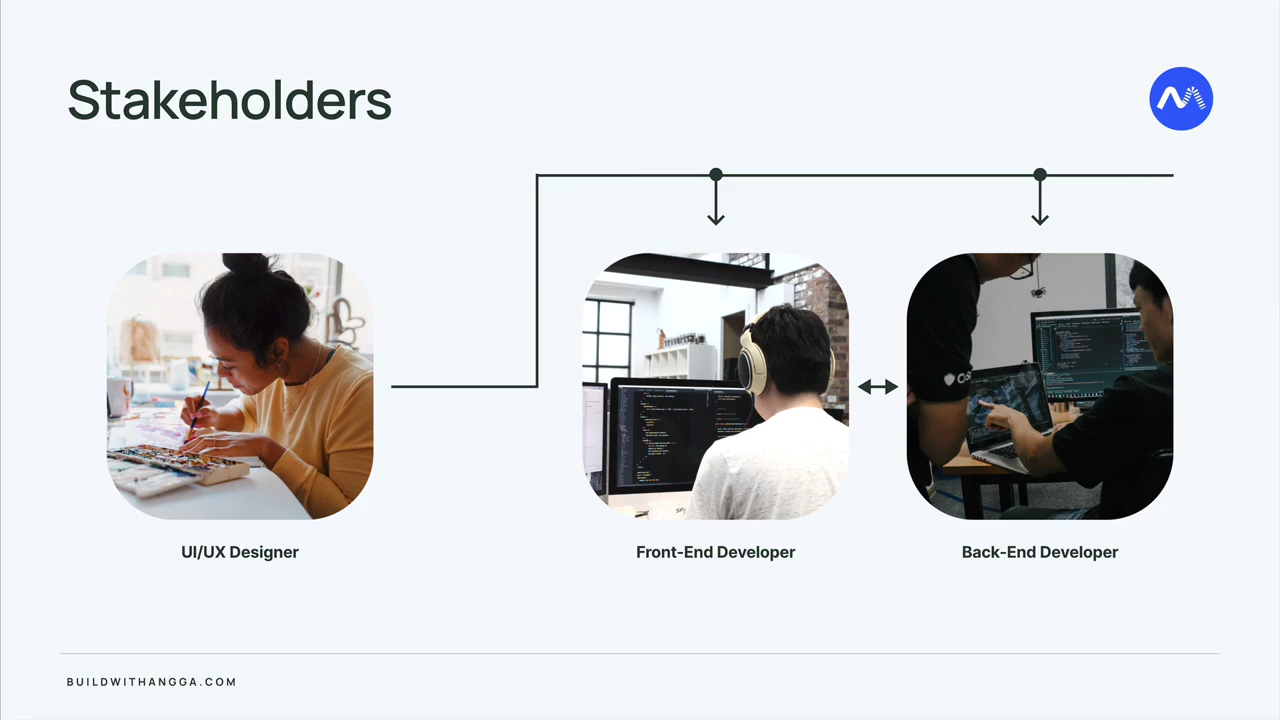 Stakeholders
UI/UX Designer
Front-End Developer
Back-End Developer
BUILDWITHANGGA.COM